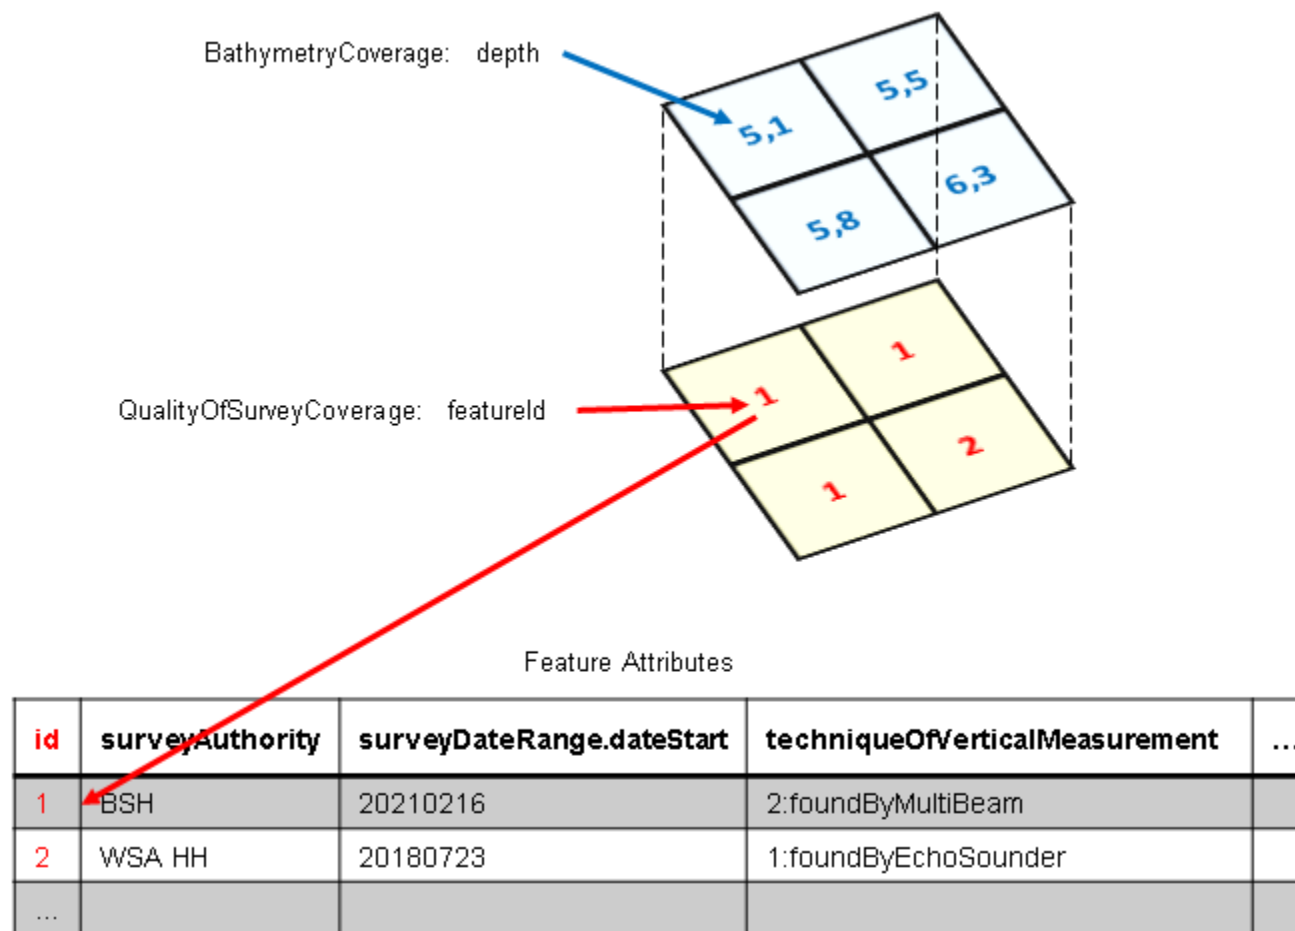 BathymetryCoverage: depth
5,1 5,5
5,8 6,3
QualityOfSurveyCoverage: featureId
1 1
1 2
Feature Attributes
id surveyAuthority surveyDateRange.dateStart techniqueOfVerticalMeasurement ...
1 BSH 20210216 2:foundByMultiBeam
2 WSA HH 20180723 1:foundByEchoSounder
...